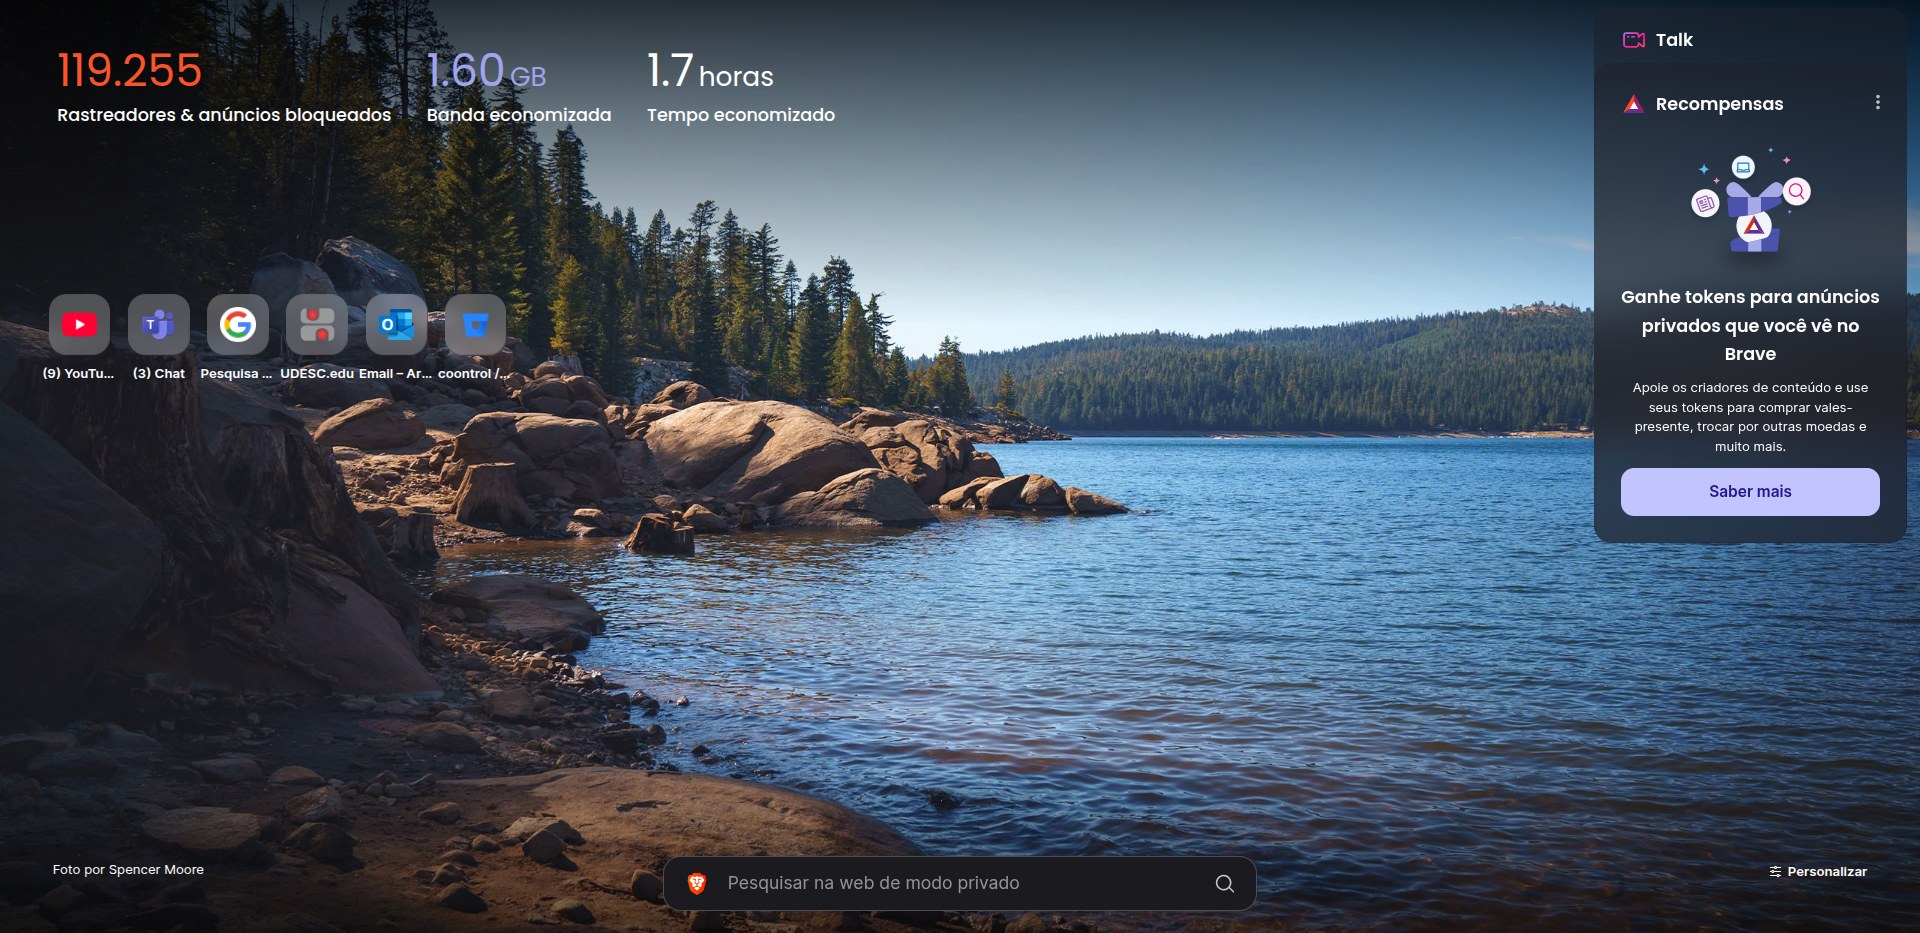 119.255
Rastreadores & anúncios bloqueados
1.60 GB
Banda economizada
1.7 horas
Tempo economizado
Talk
Recompensas
Ganhe tokens para anúncios
privados que você vê no
Brave
Apoie os criadores de conteúdo e use
seus tokens para comprar vales-
presente, trocar por outras moedas e
muito mais.
Saber mais
(9) YouTu...
(3) Chat
Pesquisa ...
UDESC.edu
Email – Ar...
coontrol /...
Foto por Spencer Moore
Pesquisar na web de modo privado
Personalizar